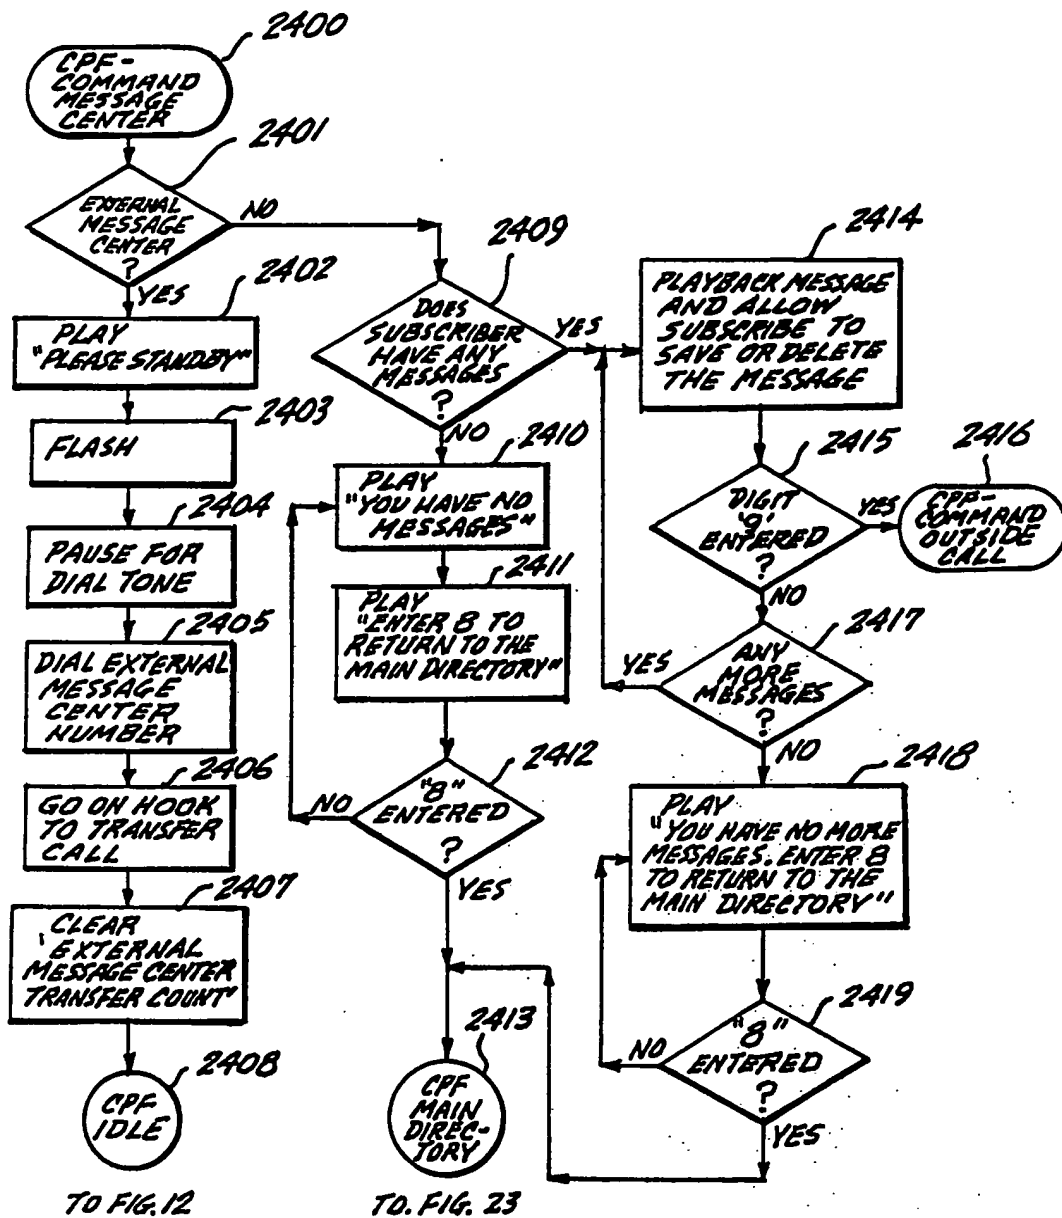 2400
CPF-
COMMAND
MESSAGE
CENTER
2401
EXTERNAL
MESSAGE
CENTER
?
NO
YES
2402
PLAY
"PLEASE STANDBY"
2403
FLASH
2404
PAUSE FOR
DIAL TONE
2405
DIAL EXTERNAL
MESSAGE
CENTER
NUMBER
2406
GO ON HOOK
TO TRANSFER
CALL
2407
CLEAR
'EXTERNAL
MESSAGE CENTER
TRANSFER COUNT'
2408
CPF
IDLE
TO FIG. 12
2409
DOES
SUBSCRIBER
HAVE ANY
MESSAGES
?
YES
NO
2410
PLAY
"YOU HAVE NO
MESSAGES"
2411
PLAY
"ENTER 8 TO
RETURN TO THE
MAIN DIRECTORY"
2412
"8"
ENTERED
?
NO
YES
2413
CPF
MAIN
DIREC-
TORY
TO. FIG. 23
2414
PLAYBACK MESSAGE
AND ALLOW
SUBSCRIBE TO
SAVE OR DELETE
THE MESSAGE
2415
DIGIT
'9'
ENTERED
?
YES
NO
2416
CPF-
COMMAND
OUTSIDE
CALL
2417
ANY
MORE
MESSAGES
?
YES
NO
2418
PLAY
"YOU HAVE NO MORE
MESSAGES. ENTER 8
TO RETURN TO THE
MAIN DIRECTORY"
2419
"8"
ENTERED
?
NO
YES